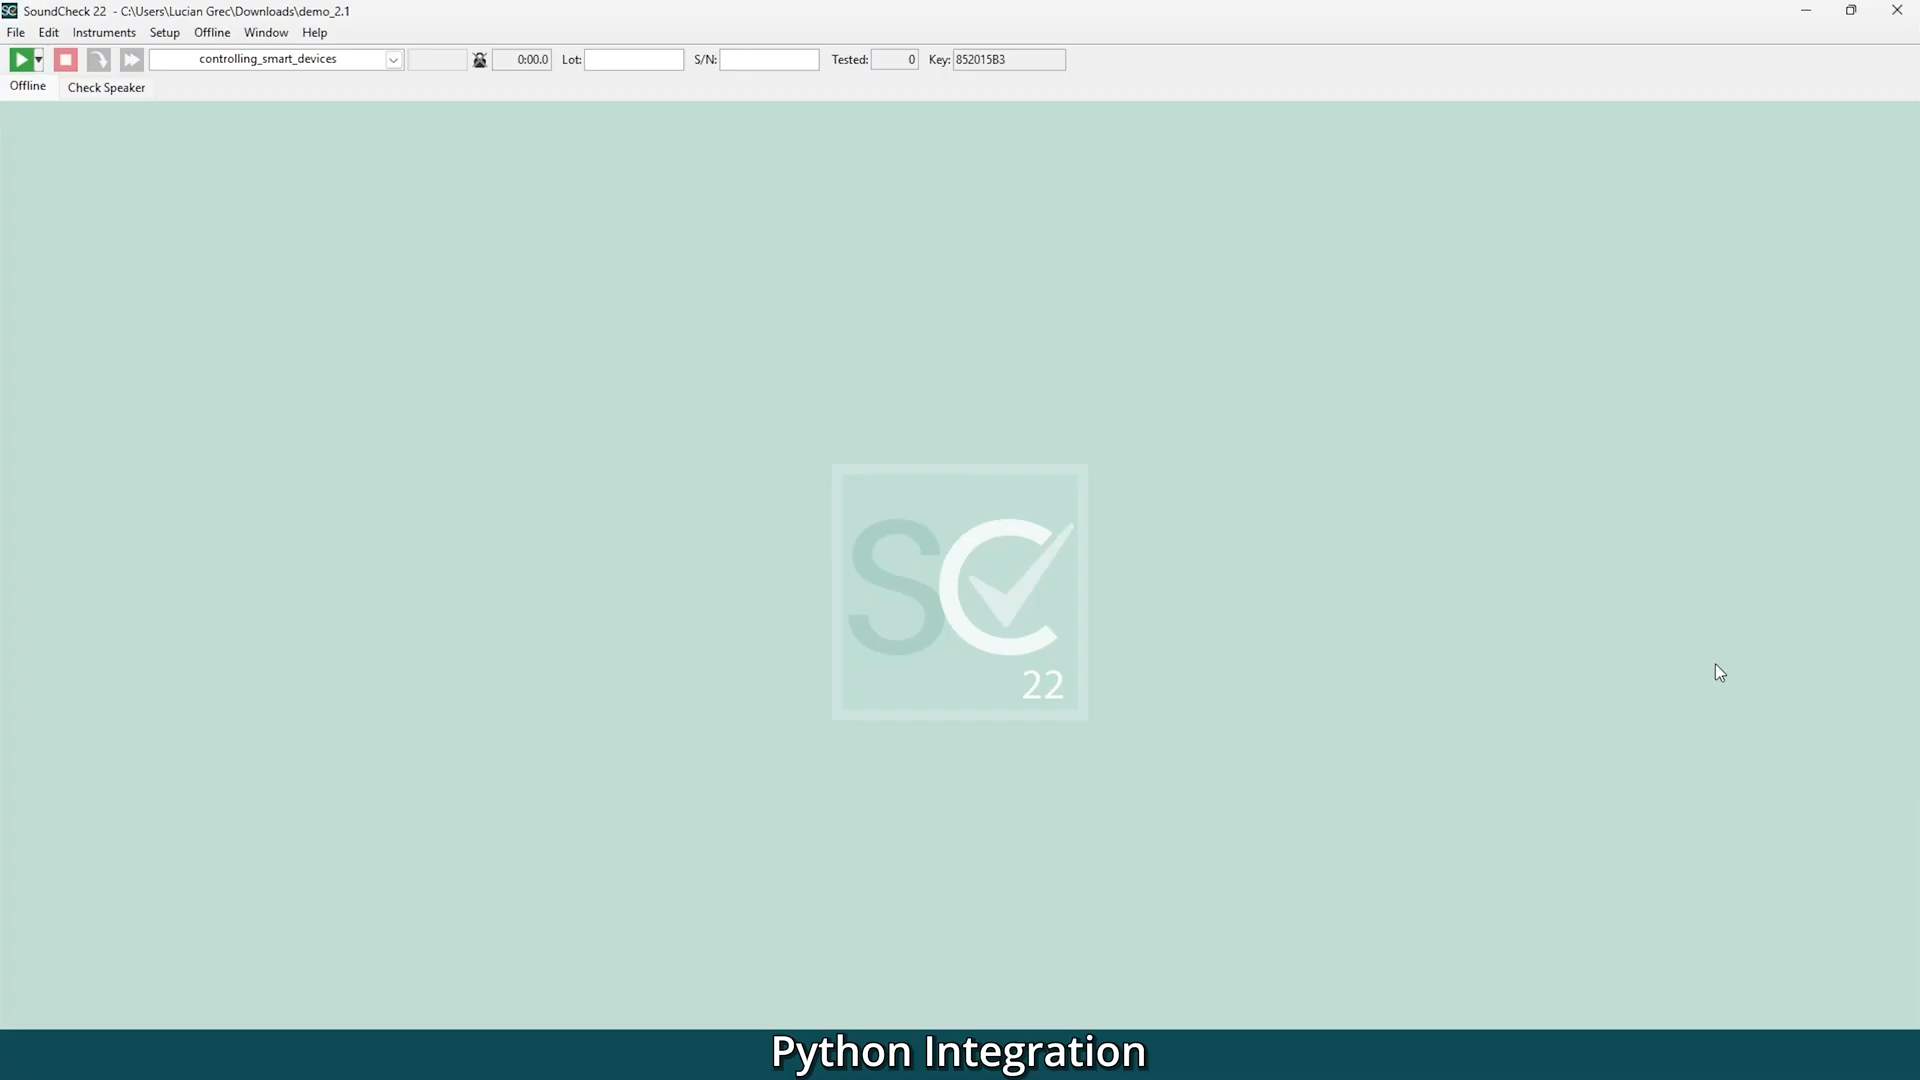 SoundCheck 22 - C:\Users\Lucian Grec\Downloads\demo_2.1
File Edit Instruments Setup Offline Window Help
controlling_smart_devices 0:00.0 Lot: S/N: Tested: 0 Key: 852015B3
Offline Check Speaker
SC
22
Python Integration